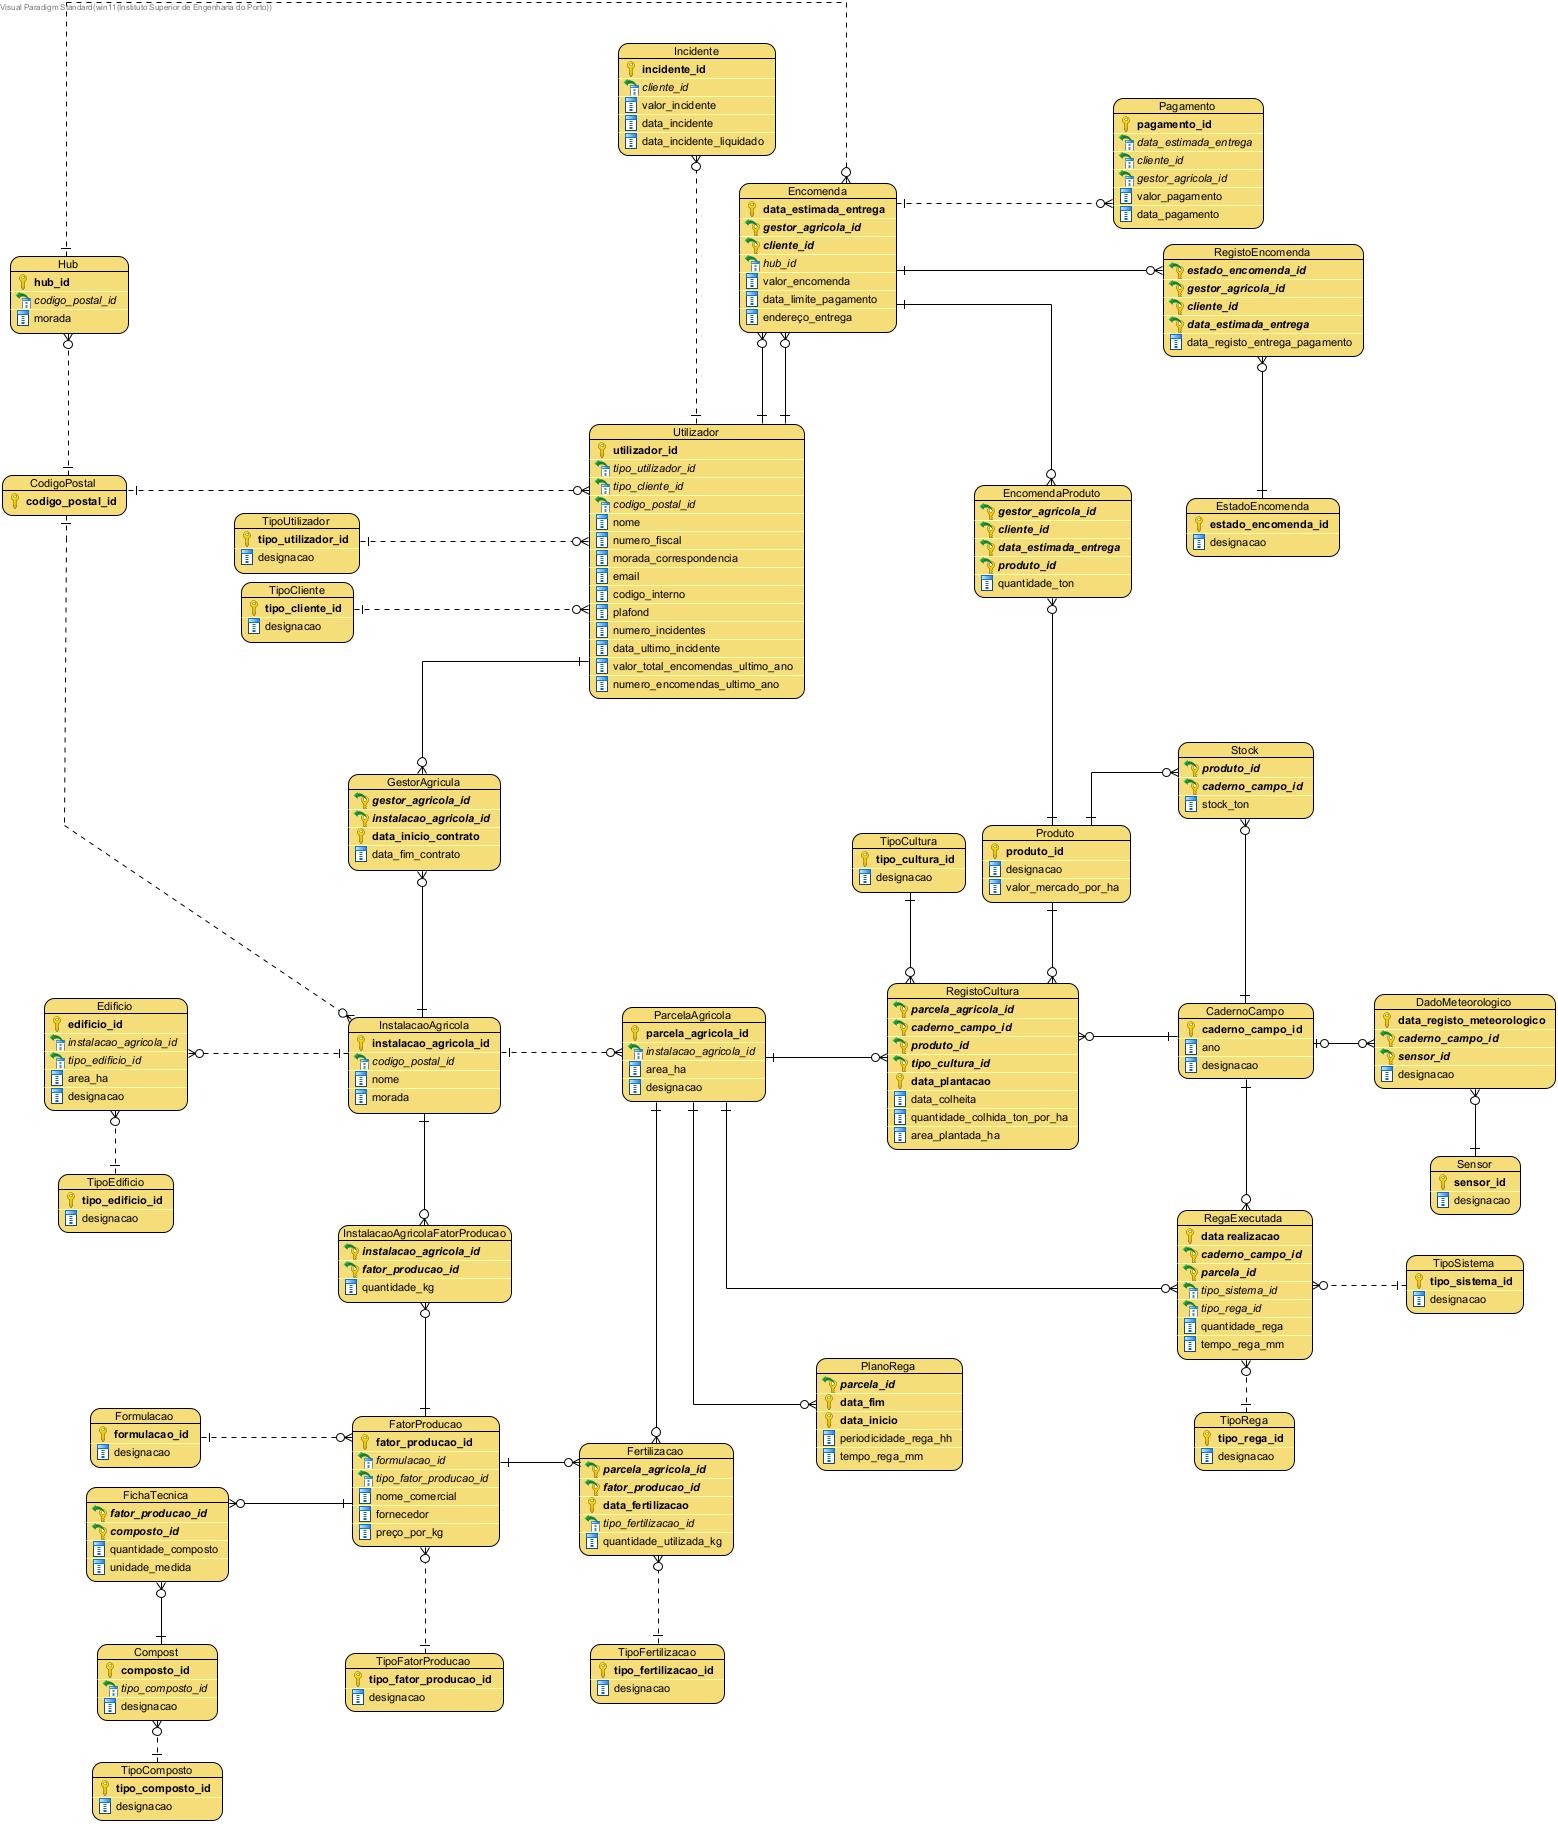 Visual Paradigm Standard(win11(Instituto Superior de Engenharia do Porto))
Incidente
incidente_id
cliente_id
valor_incidente
data_incidente
data_incidente_liquidado
Pagamento
pagamento_id
data_estimada_entrega
cliente_id
gestor_agricola_id
valor_pagamento
data_pagamento
Encomenda
data_estimada_entrega
gestor_agricola_id
cliente_id
hub_id
valor_encomenda
data_limite_pagamento
endereço_entrega
RegistoEncomenda
estado_encomenda_id
gestor_agricola_id
cliente_id
data_estimada_entrega
data_registo_entrega_pagamento
Hub
hub_id
codigo_postal_id
morada
CodigoPostal
codigo_postal_id
Utilizador
utilizador_id
tipo_utilizador_id
tipo_cliente_id
codigo_postal_id
nome
numero_fiscal
morada_correspondencia
email
codigo_interno
plafond
numero_incidentes
data_ultimo_incidente
valor_total_encomendas_ultimo_ano
numero_encomendas_ultimo_ano
TipoUtilizador
tipo_utilizador_id
designacao
TipoCliente
tipo_cliente_id
designacao
EncomendaProduto
gestor_agricola_id
cliente_id
data_estimada_entrega
produto_id
quantidade_ton
EstadoEncomenda
estado_encomenda_id
designacao
GestorAgricula
gestor_agricola_id
instalacao_agricola_id
data_inicio_contrato
data_fim_contrato
Stock
produto_id
caderno_campo_id
stock_ton
TipoCultura
tipo_cultura_id
designacao
Produto
produto_id
designacao
valor_mercado_por_ha
Edificio
edificio_id
instalacao_agricola_id
tipo_edificio_id
area_ha
designacao
InstalacaoAgricola
instalacao_agricola_id
codigo_postal_id
nome
morada
ParcelaAgricola
parcela_agricola_id
instalacao_agricola_id
area_ha
designacao
RegistoCultura
parcela_agricola_id
caderno_campo_id
produto_id
tipo_cultura_id
data_plantacao
data_colheita
quantidade_colhida_ton_por_ha
area_plantada_ha
CadernoCampo
caderno_campo_id
ano
designacao
DadoMeteorologico
data_registo_meteorologico
caderno_campo_id
sensor_id
designacao
TipoEdificio
tipo_edificio_id
designacao
Sensor
sensor_id
designacao
InstalacaoAgricolaFatorProducao
instalacao_agricola_id
fator_producao_id
quantidade_kg
RegaExecutada
data realizacao
caderno_campo_id
parcela_id
tipo_sistema_id
tipo_rega_id
quantidade_rega
tempo_rega_mm
TipoSistema
tipo_sistema_id
designacao
PlanoRega
parcela_id
data_fim
data_inicio
periodicidade_rega_hh
tempo_rega_mm
TipoRega
tipo_rega_id
designacao
Formulacao
formulacao_id
designacao
FatorProducao
fator_producao_id
formulacao_id
tipo_fator_producao_id
nome_comercial
fornecedor
preço_por_kg
Fertilizacao
parcela_agricola_id
fator_producao_id
data_fertilizacao
tipo_fertilizacao_id
quantidade_utilizada_kg
FichaTecnica
fator_producao_id
composto_id
quantidade_composto
unidade_medida
Compost
composto_id
tipo_composto_id
designacao
TipoFatorProducao
tipo_fator_producao_id
designacao
TipoFertilizacao
tipo_fertilizacao_id
designacao
TipoComposto
tipo_composto_id
designacao